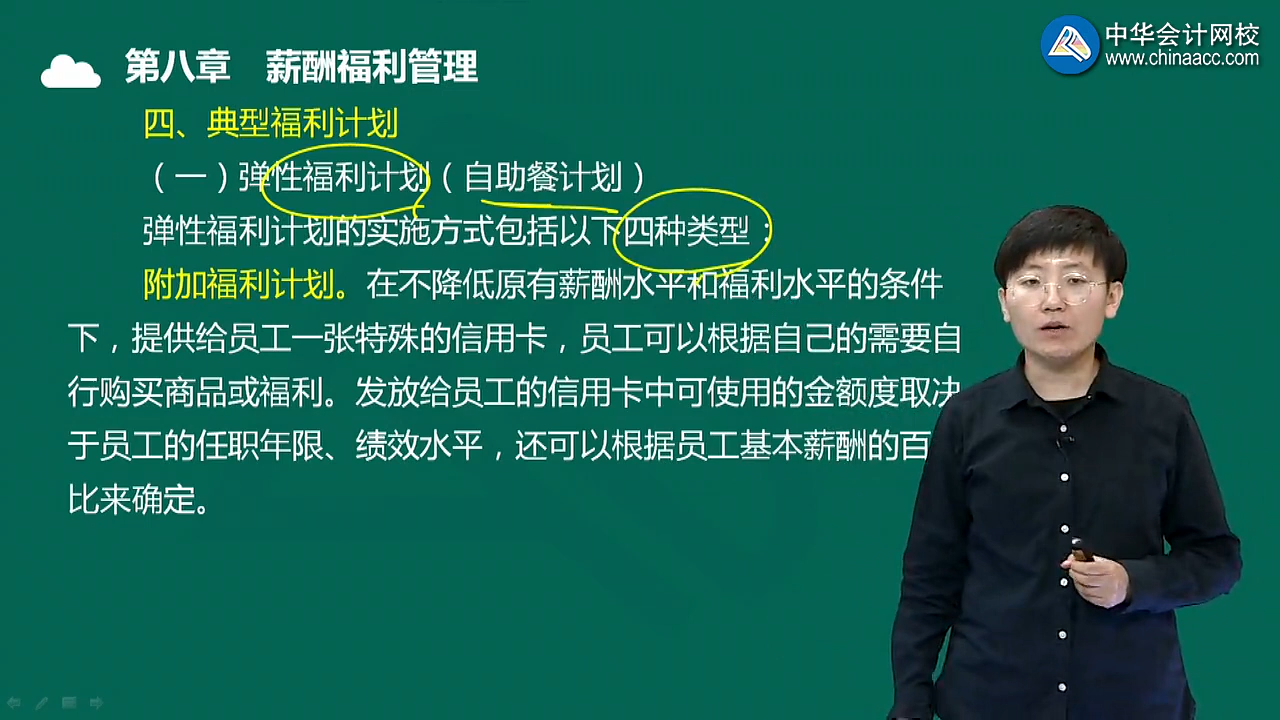 中华会计网校
www.chinaacc.com
第八章 薪酬福利管理
四、典型福利计划
（一）弹性福利计划（自助餐计划）
弹性福利计划的实施方式包括以下四种类型：
附加福利计划。在不降低原有薪酬水平和福利水平的条件
下，提供给员工一张特殊的信用卡，员工可以根据自己的需要自
行购买商品或福利。发放给员工的信用卡中可使用的金额度取决
于员工的任职年限、绩效水平，还可以根据员工基本薪酬的百
比来确定。